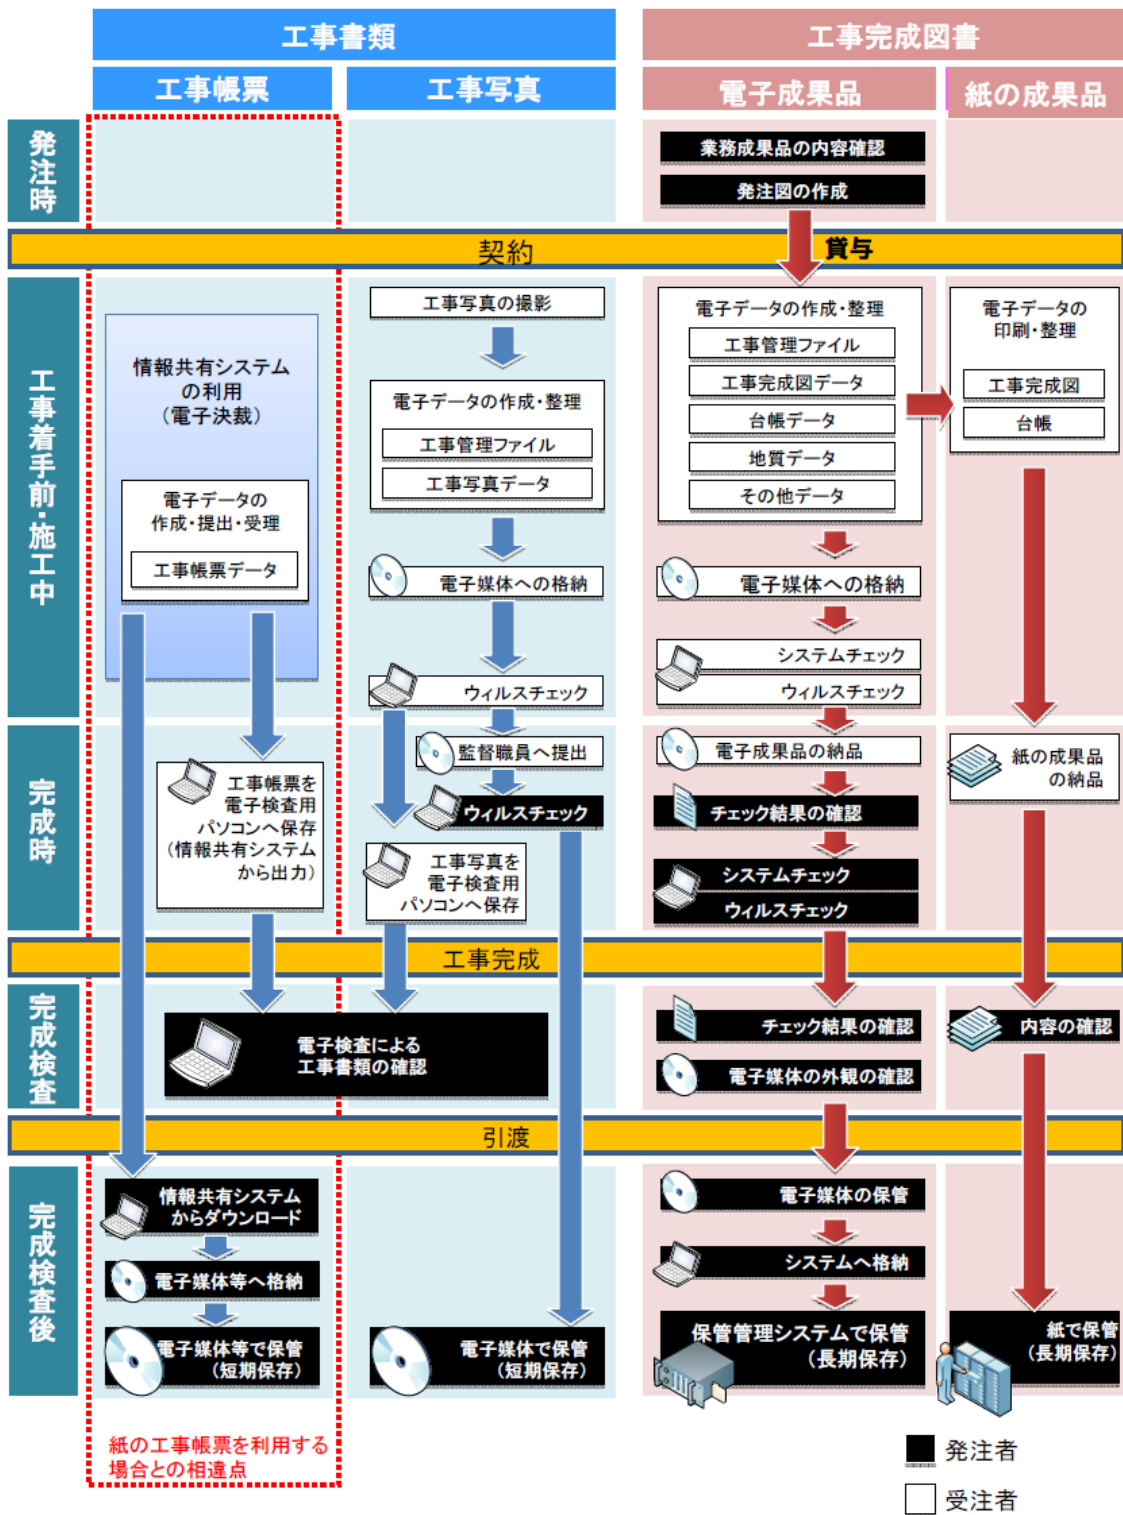 工事書類
工事完成図書
工事帳票
工事写真
電子成果品
紙の成果品
発注時
業務成果品の内容確認
発注図の作成
契約
貸与
工事着手前・施工中
情報共有システム
の利用
（電子決裁）
電子データの
作成・提出・受理
工事帳票データ
工事写真の撮影
電子データの作成・整理
工事管理ファイル
工事写真データ
電子媒体への格納
ウィルスチェック
電子データの作成・整理
工事管理ファイル
工事完成図データ
台帳データ
地質データ
その他データ
電子媒体への格納
システムチェック
ウィルスチェック
電子データの
印刷・整理
工事完成図
台帳
完成時
工事帳票を
電子検査用
パソコンへ保存
（情報共有システム
から出力）
監督職員へ提出
ウィルスチェック
工事写真を
電子検査用
パソコンへ保存
電子成果品の納品
チェック結果の確認
システムチェック
ウィルスチェック
紙の成果品
の納品
工事完成
完成検査
電子検査による
工事書類の確認
チェック結果の確認
電子媒体の外観の確認
内容の確認
引渡
完成検査後
情報共有システム
からダウンロード
電子媒体等へ格納
電子媒体等で保管
（短期保存）
電子媒体で保管
（短期保存）
電子媒体の保管
システムへ格納
保管管理システムで保管
（長期保存）
紙で保管
（長期保存）
紙の工事帳票を利用する
場合との相違点
発注者
受注者